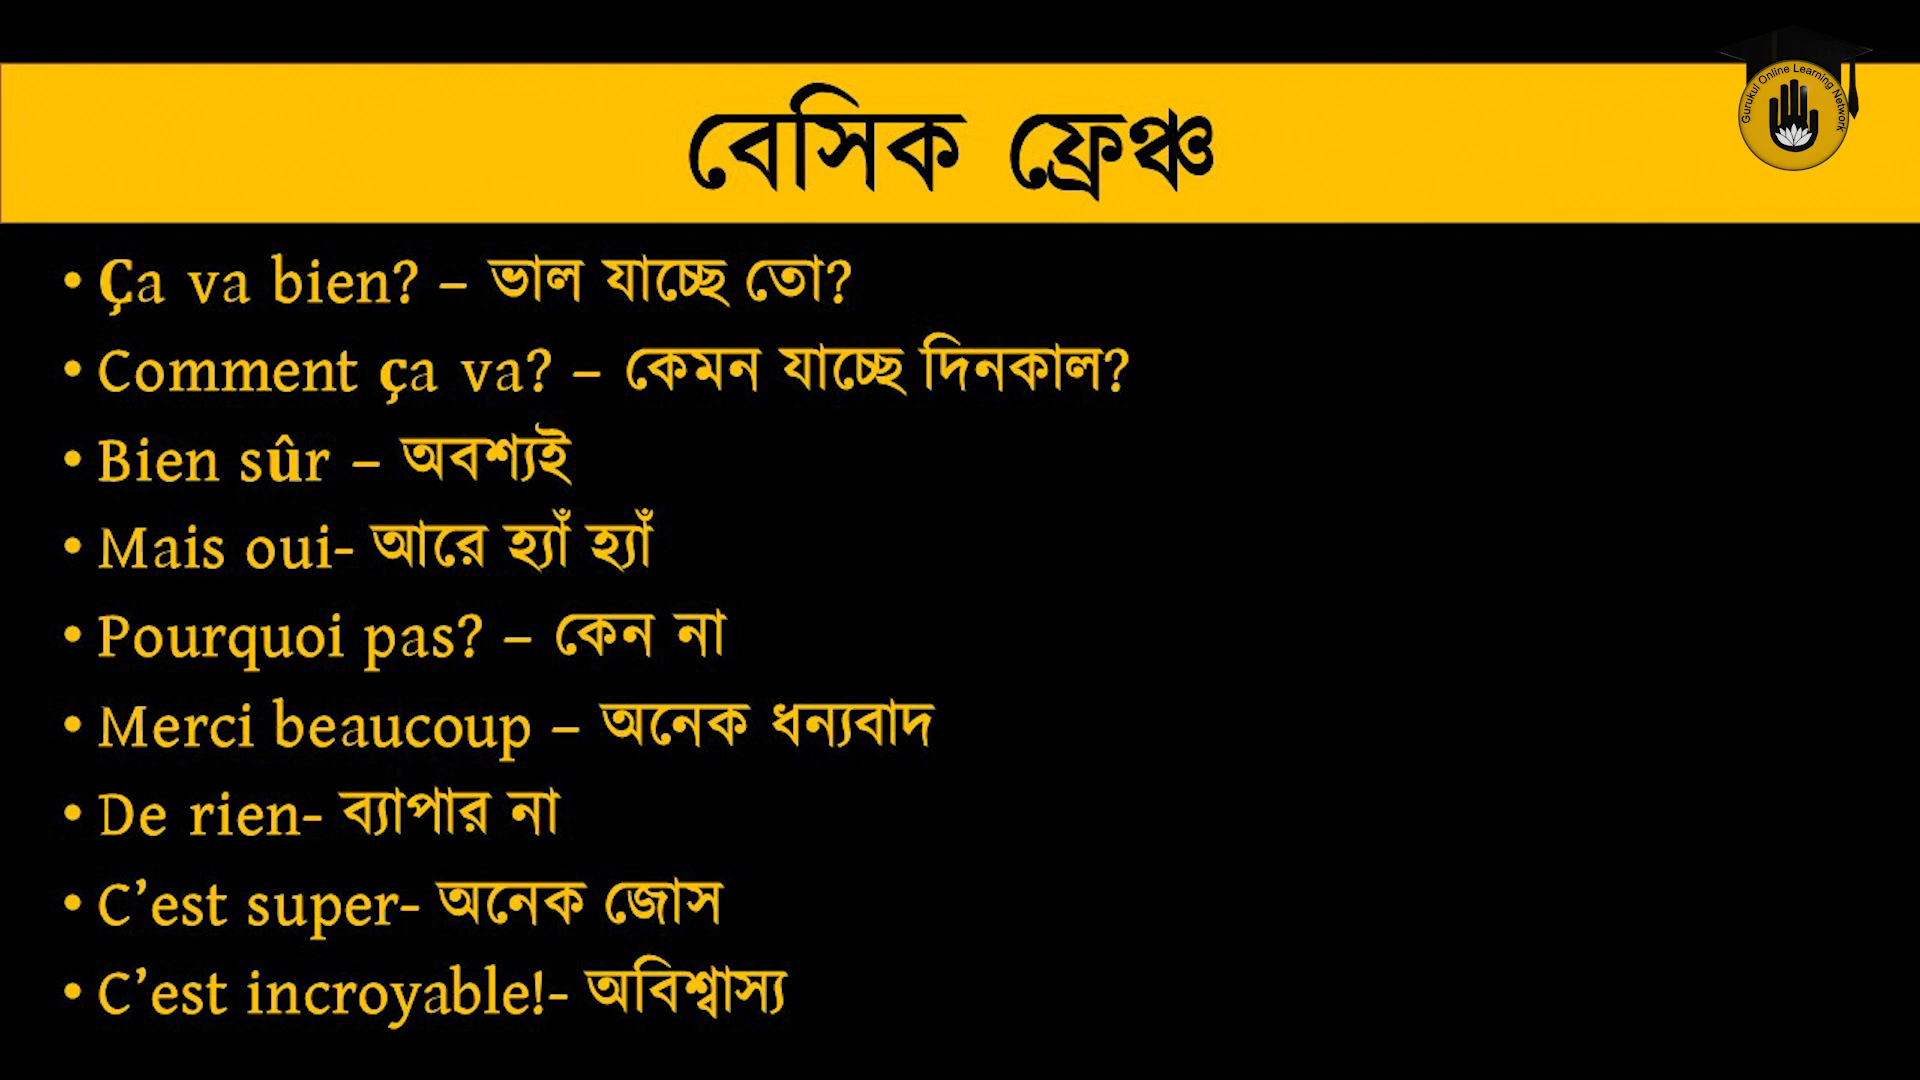 Gurukul Online Learning Network
বেসিক ফ্রেঞ্চ
• Ça va bien? – ভাল যাচ্ছে তো?
• Comment ça va? – কেমন যাচ্ছে দিনকাল?
• Bien sûr – অবশ্যই
• Mais oui- আরে হ্যাঁ হ্যাঁ
• Pourquoi pas? – কেন না
• Merci beaucoup – অনেক ধন্যবাদ
• De rien- ব্যাপার না
• C’est super- অনেক জোস
• C’est incroyable!- অবিশ্বাস্য